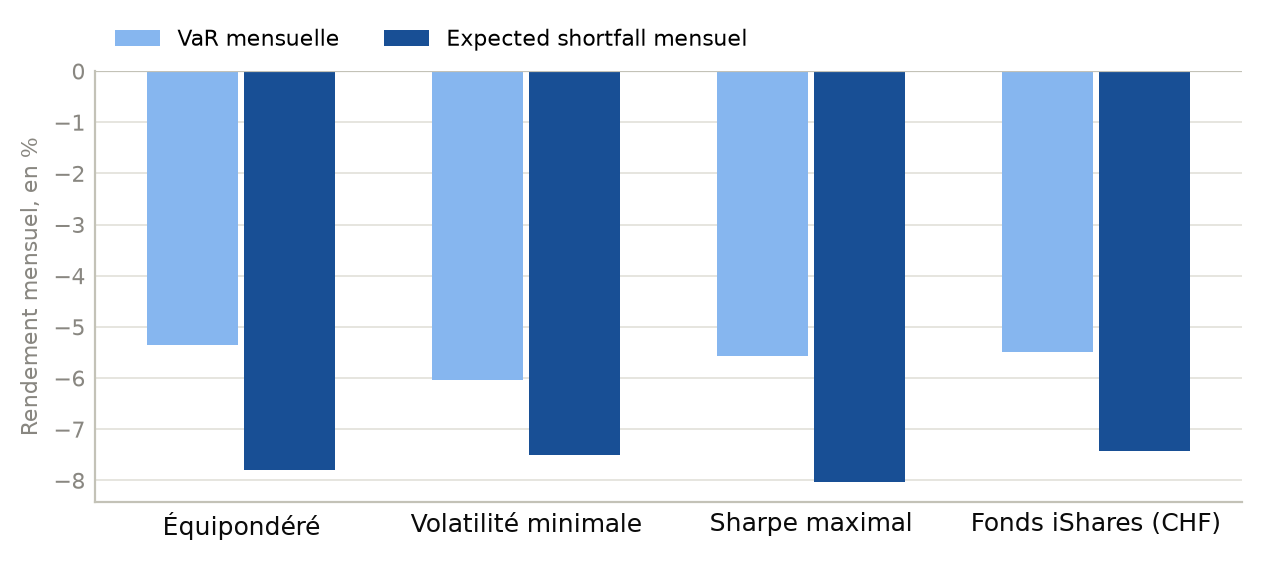 VaR mensuelle
Expected shortfall mensuel
Rendement mensuel, en %
0
−1
−2
−3
−4
−5
−6
−7
−8
Équipondéré
Volatilité minimale
Sharpe maximal
Fonds iShares (CHF)